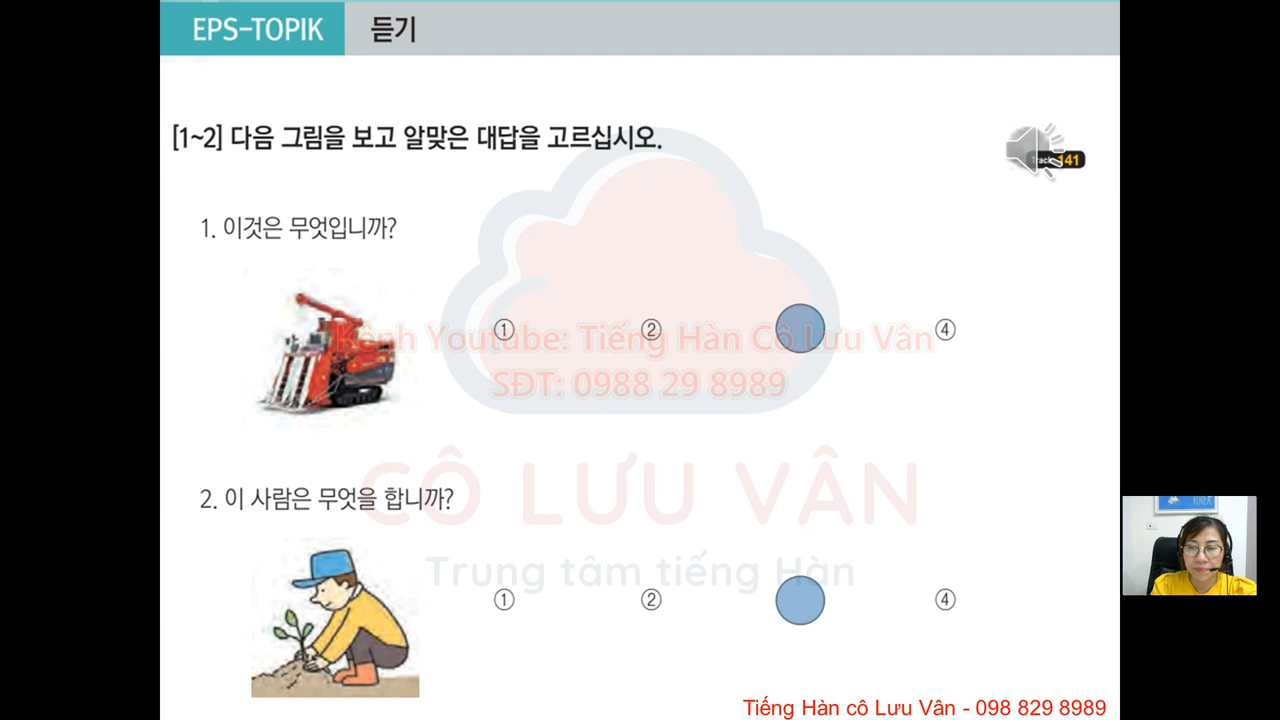 EPS-TOPIK 듣기
[1~2] 다음 그림을 보고 알맞은 대답을 고르십시오.
Track 141
1. 이것은 무엇입니까?
① ② ④
Kênh Youtube: Tiếng Hàn Cô Lưu Vân
SĐT: 0988 29 8989
CÔ LƯU VÂN
2. 이 사람은 무엇을 합니까?
Trung tâm tiếng Hàn
① ② ④
Tiếng Hàn cô Lưu Vân - 098 829 8989